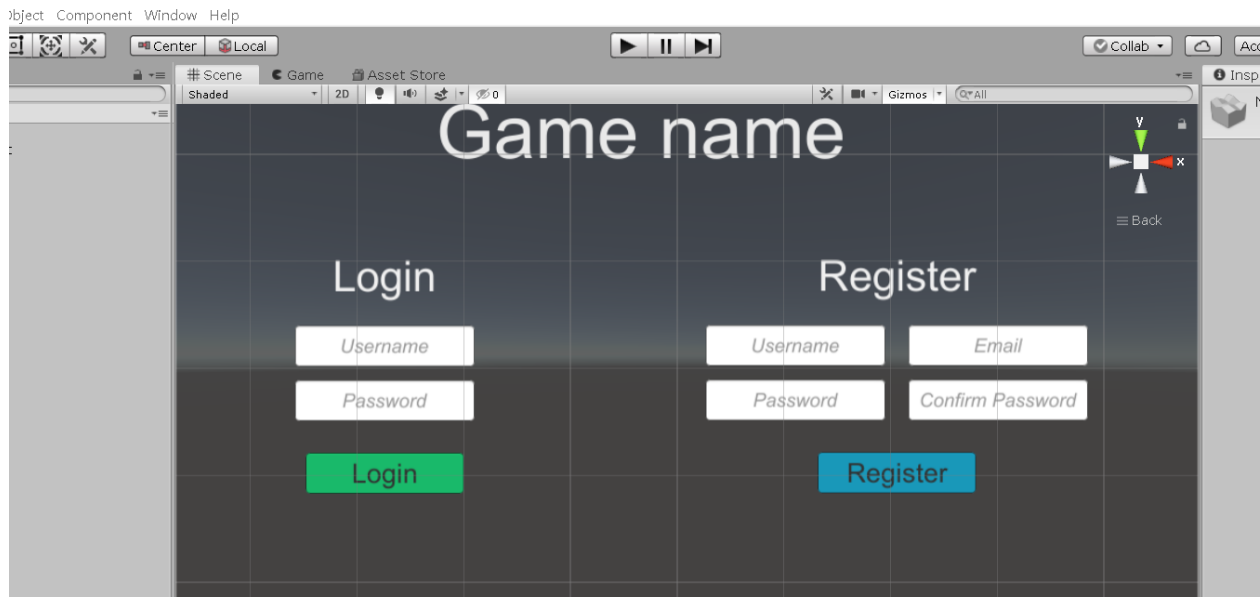 Object Component Window Help
Center Local Collab
Scene Game Asset Store
Shaded 2D 0 Gizmos All
Game name
y
x
Back
Login Register
Username Username Email
Password Password Confirm Password
Login Register